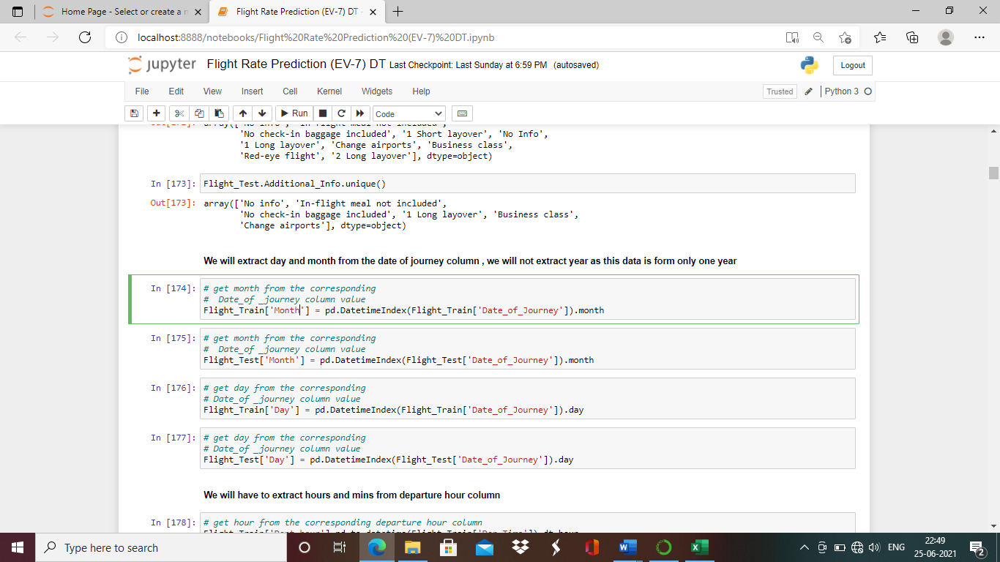 Home Page - Select or create a n
Flight Rate Prediction (EV-7) DT -
localhost:8888/notebooks/Flight%20Rate%20Prediction%20(EV-7)%20DT.ipynb
jupyter Flight Rate Prediction (EV-7) DT Last Checkpoint: Last Sunday at 6:59 PM (autosaved)
Logout
File Edit View Insert Cell Kernel Widgets Help
Trusted Python 3
Run Code
Out[172]: array(['No info', 'In-flight meal not included',
'No check-in baggage included', '1 Short layover', 'No Info',
'1 Long layover', 'Change airports', 'Business class',
'Red-eye flight', '2 Long layover'], dtype=object)
In [173]: Flight_Test.Additional_Info.unique()
Out[173]: array(['No info', 'In-flight meal not included',
'No check-in baggage included', '1 Long layover', 'Business class',
'Change airports'], dtype=object)
We will extract day and month from the date of journey column , we will not extract year as this data is form only one year
In [174]: # get month from the corresponding
#  Date_of _journey column value
Flight_Train['Month'] = pd.DatetimeIndex(Flight_Train['Date_of_Journey']).month
In [175]: # get month from the corresponding
#  Date_of _journey column value
Flight_Test['Month'] = pd.DatetimeIndex(Flight_Test['Date_of_Journey']).month
In [176]: # get day from the corresponding
# Date_of _journey column value
Flight_Train['Day'] = pd.DatetimeIndex(Flight_Train['Date_of_Journey']).day
In [177]: # get day from the corresponding
# Date_of _journey column value
Flight_Test['Day'] = pd.DatetimeIndex(Flight_Test['Date_of_Journey']).day
We will have to extract hours and mins from departure hour column
In [178]: # get hour from the corresponding departure hour column
Type here to search
ENG
22:49
25-06-2021
2